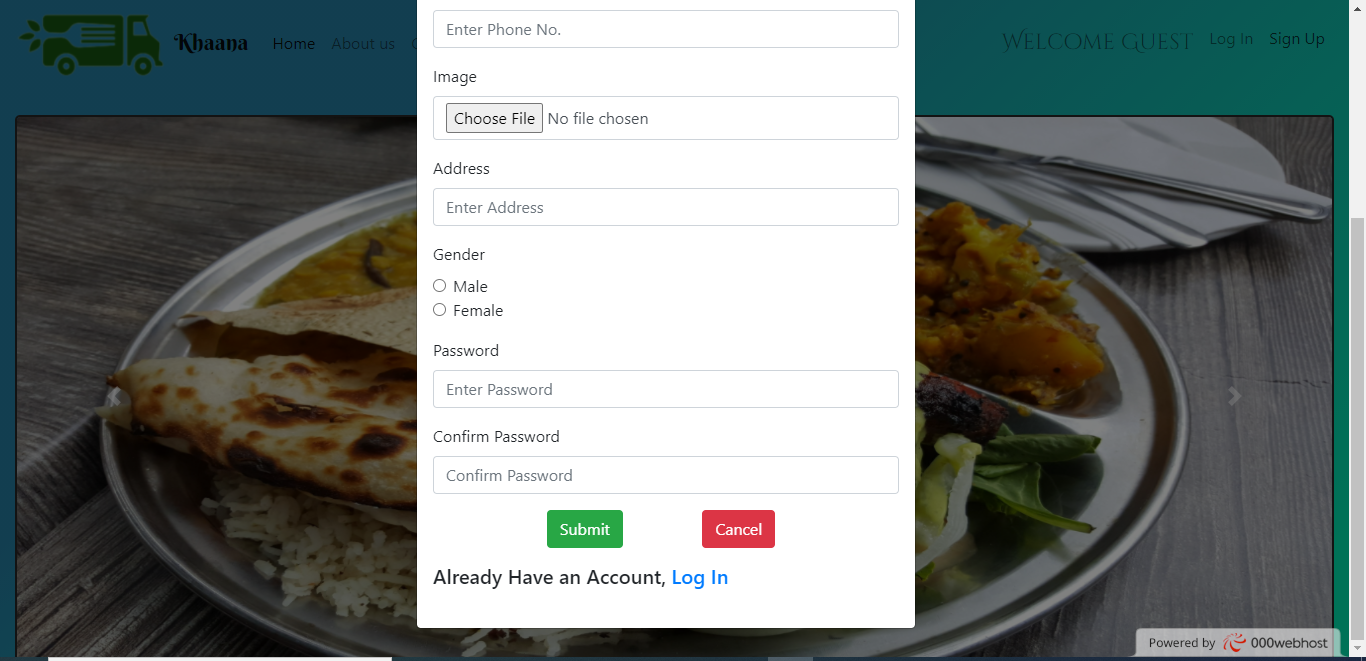 Khaana Home About us
Welcome Guest Log In Sign Up
Enter Phone No.
Image
Choose File No file chosen
Address
Enter Address
Gender
Male
Female
Password
Enter Password
Confirm Password
Confirm Password
Submit Cancel
Already Have an Account, Log In
Powered by 000webhost